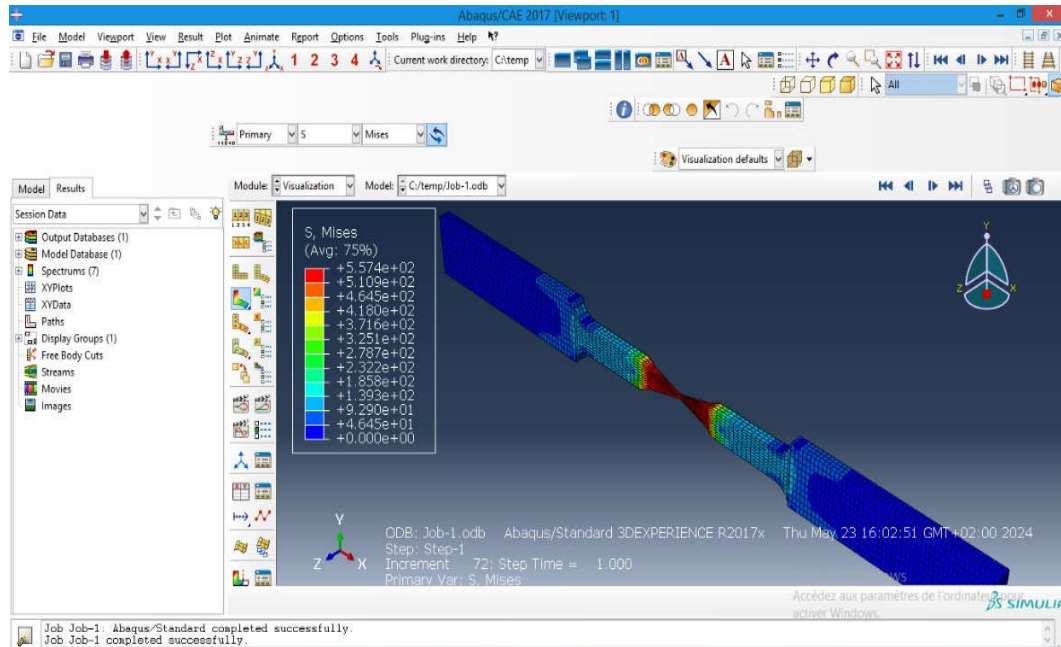 Abaqus/CAE 2017 [Viewport: 1]
File Model Viewport View Result Plot Animate Report Options Tools Plug-ins Help
1 2 3 4 Current work directory: C:\temp
All
Primary S Mises
Visualization defaults
Model Results Module: Visualization Model: C:/temp/Job-1.odb
Session Data
Output Databases (1)
Model Database (1)
Spectrums (7)
XYPlots
XYData
Paths
Display Groups (1)
Free Body Cuts
Streams
Movies
Images
S, Mises
(Avg: 75%)
+5.574e+02
+5.109e+02
+4.645e+02
+4.180e+02
+3.716e+02
+3.251e+02
+2.787e+02
+2.322e+02
+1.858e+02
+1.393e+02
+9.290e+01
+4.645e+01
+0.000e+00
Y
Z X
Y
Z X
ODB: Job-1.odb Abaqus/Standard 3DEXPERIENCE R2017x Thu May 23 16:02:51 GMT+02:00 2024
Step: Step-1
Increment 72: Step Time = 1.000
Primary Var: S, Mises
Accédez aux paramètres de l'ordinateur pour
activer Windows.
SIMULIA
Job Job-1: Abaqus/Standard completed successfully.
Job Job-1 completed successfully.